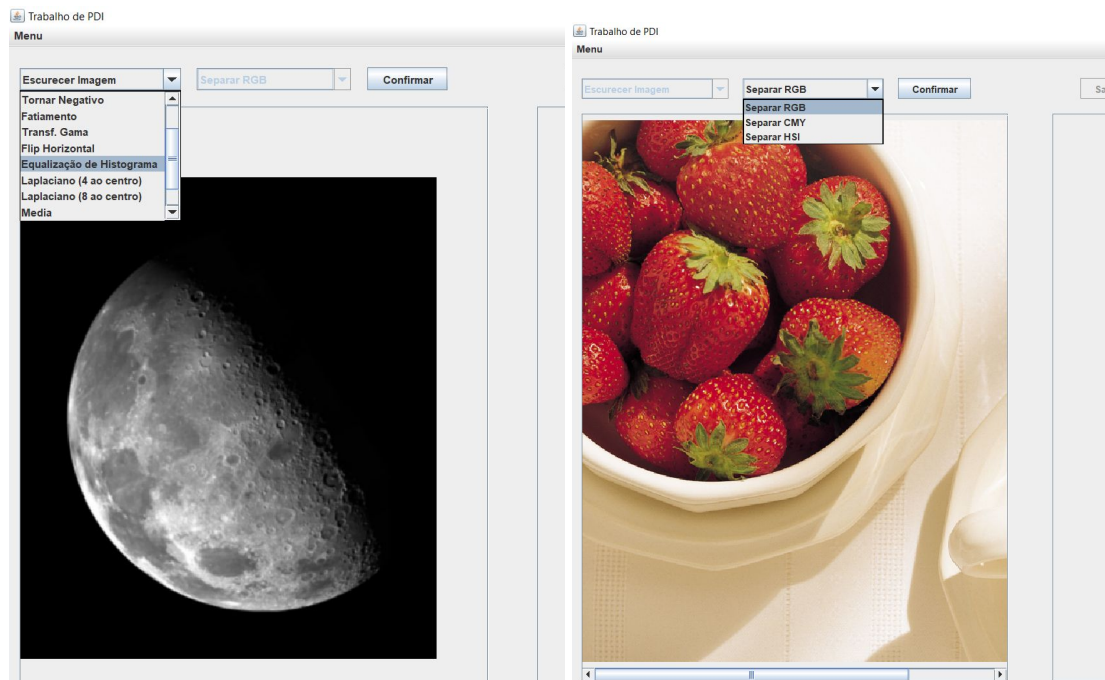 Trabalho de PDI
Menu
Escurecer Imagem
Separar RGB
Confirmar
Tornar Negativo
Fatiamento
Transf. Gama
Flip Horizontal
Equalização de Histograma
Laplaciano (4 ao centro)
Laplaciano (8 ao centro)
Media
Trabalho de PDI
Menu
Escurecer Imagem
Separar RGB
Confirmar
Sa
Separar RGB
Separar CMY
Separar HSI